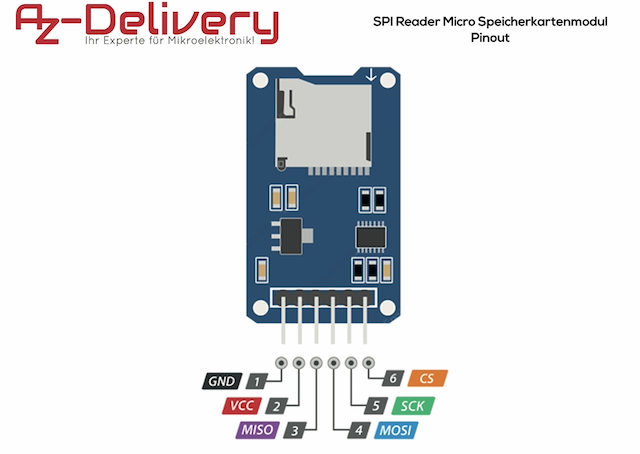 AZ-Delivery
Ihr Experte für Mikroelektronik!
SPI Reader Micro Speicherkartenmodul
Pinout
GND 1
6 CS
VCC 2
5 SCK
MISO 3
4 MOSI